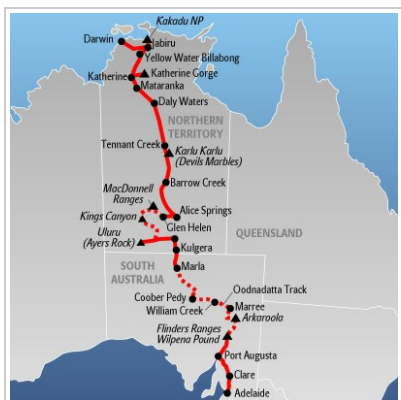 Kakadu NP
Darwin
Jabiru
Yellow Water Billabong
Katherine
Katherine Gorge
Mataranka
Daly Waters
NORTHERN
TERRITORY
Tennant Creek
Karlu Karlu
(Devils Marbles)
Barrow Creek
MacDonnell
Ranges
Kings Canyon
Alice Springs
Glen Helen
Uluru
(Ayers Rock)
QUEENSLAND
Kulgera
SOUTH
AUSTRALIA
Marla
Oodnadatta Track
Coober Pedy
William Creek
Marree
Arkaroola
Flinders Ranges
Wilpena Pound
Port Augusta
Clare
Adelaide